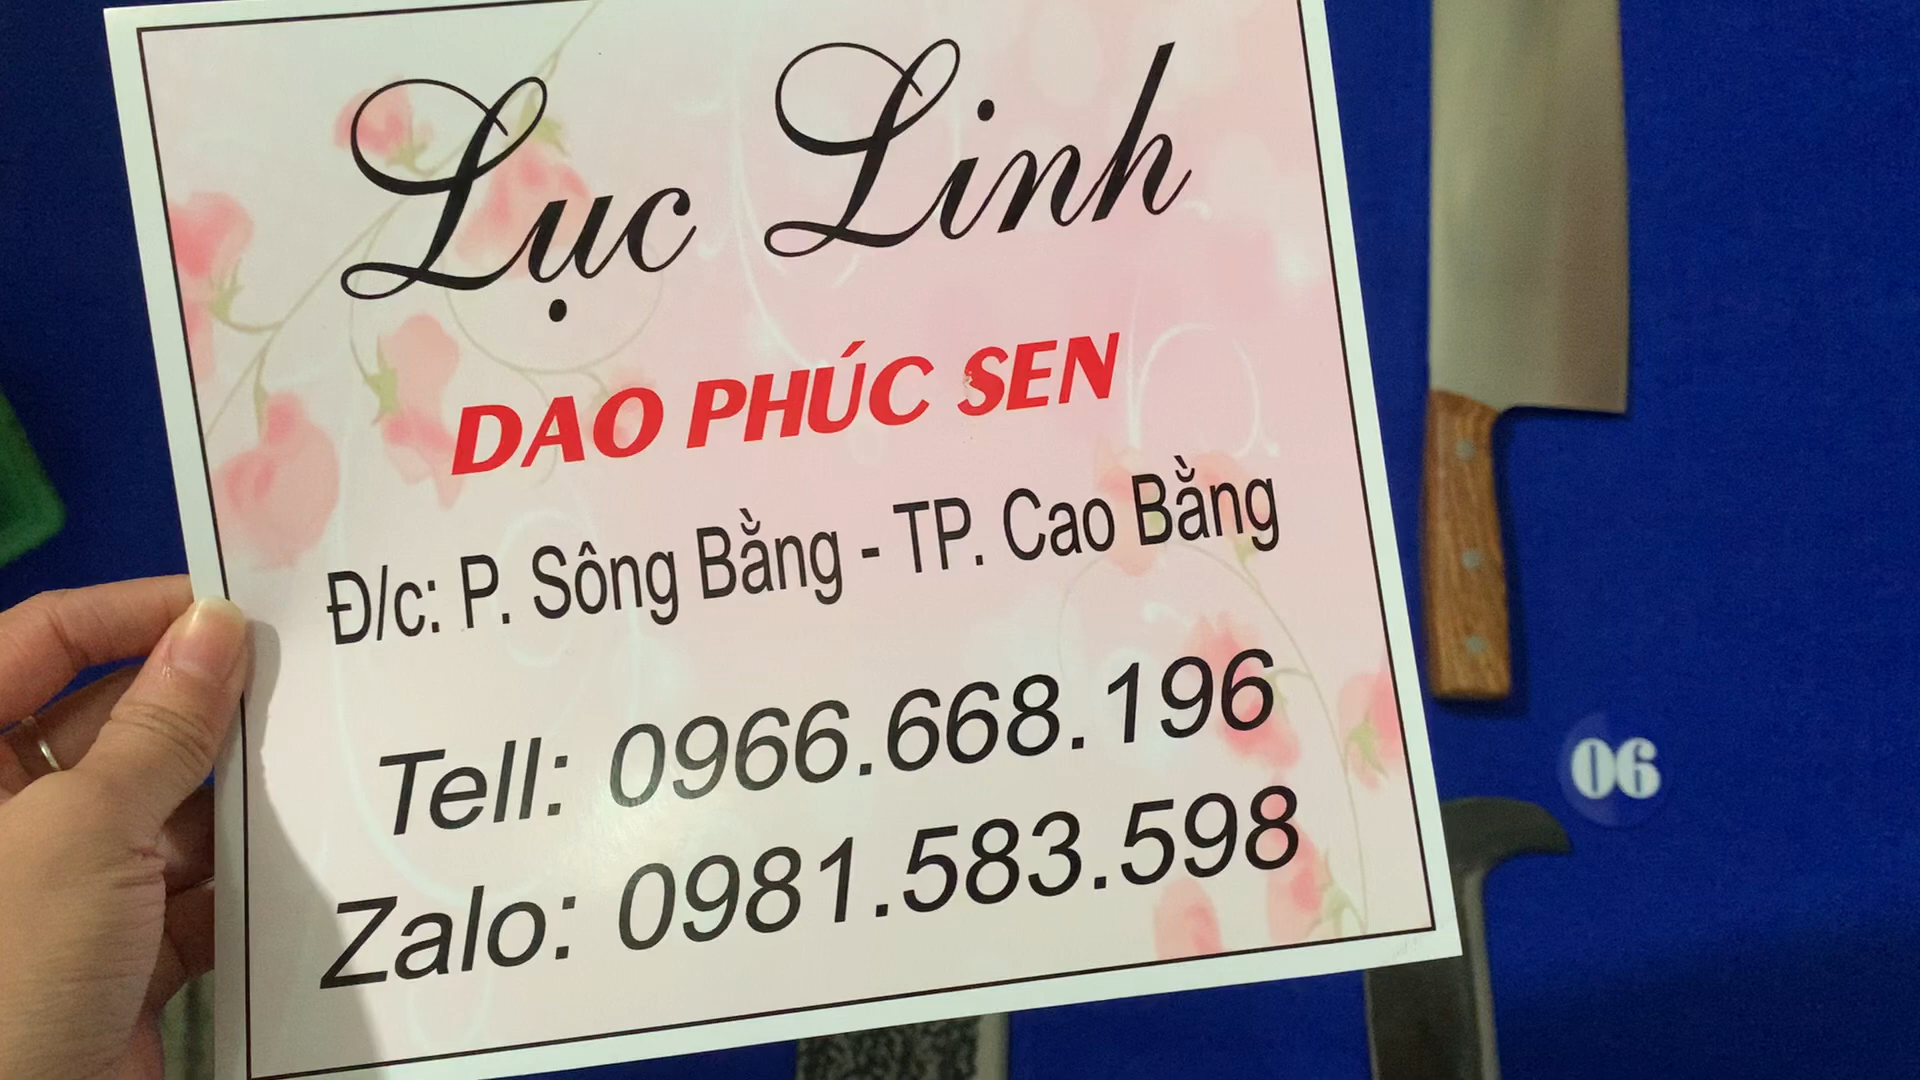 Lục Linh
DAO PHÚC SEN
Đ/c: P. Sông Bằng - TP. Cao Bằng
Tell: 0966.668.196
Zalo: 0981.583.598
06